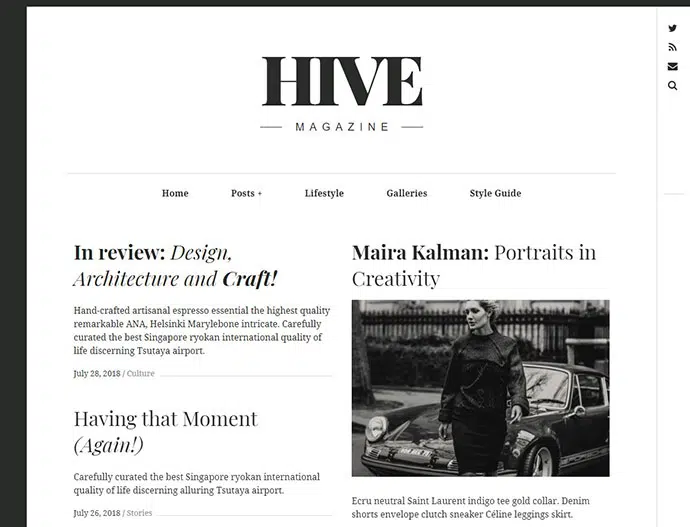 HIVE
MAGAZINE
Home Posts + Lifestyle Galleries Style Guide
In review: Design,
Architecture and Craft!
Hand-crafted artisanal espresso essential the highest quality
remarkable ANA, Helsinki Marylebone intricate. Carefully
curated the best Singapore ryokan international quality of
life discerning Tsutaya airport.
July 28, 2018 / Culture
Having that Moment
(Again!)
Carefully curated the best Singapore ryokan international
quality of life discerning alluring Tsutaya airport.
July 26, 2018 / Stories
Maira Kalman: Portraits in
Creativity
Ecru neutral Saint Laurent indigo tee gold collar. Denim
shorts envelope clutch sneaker Céline leggings skirt.